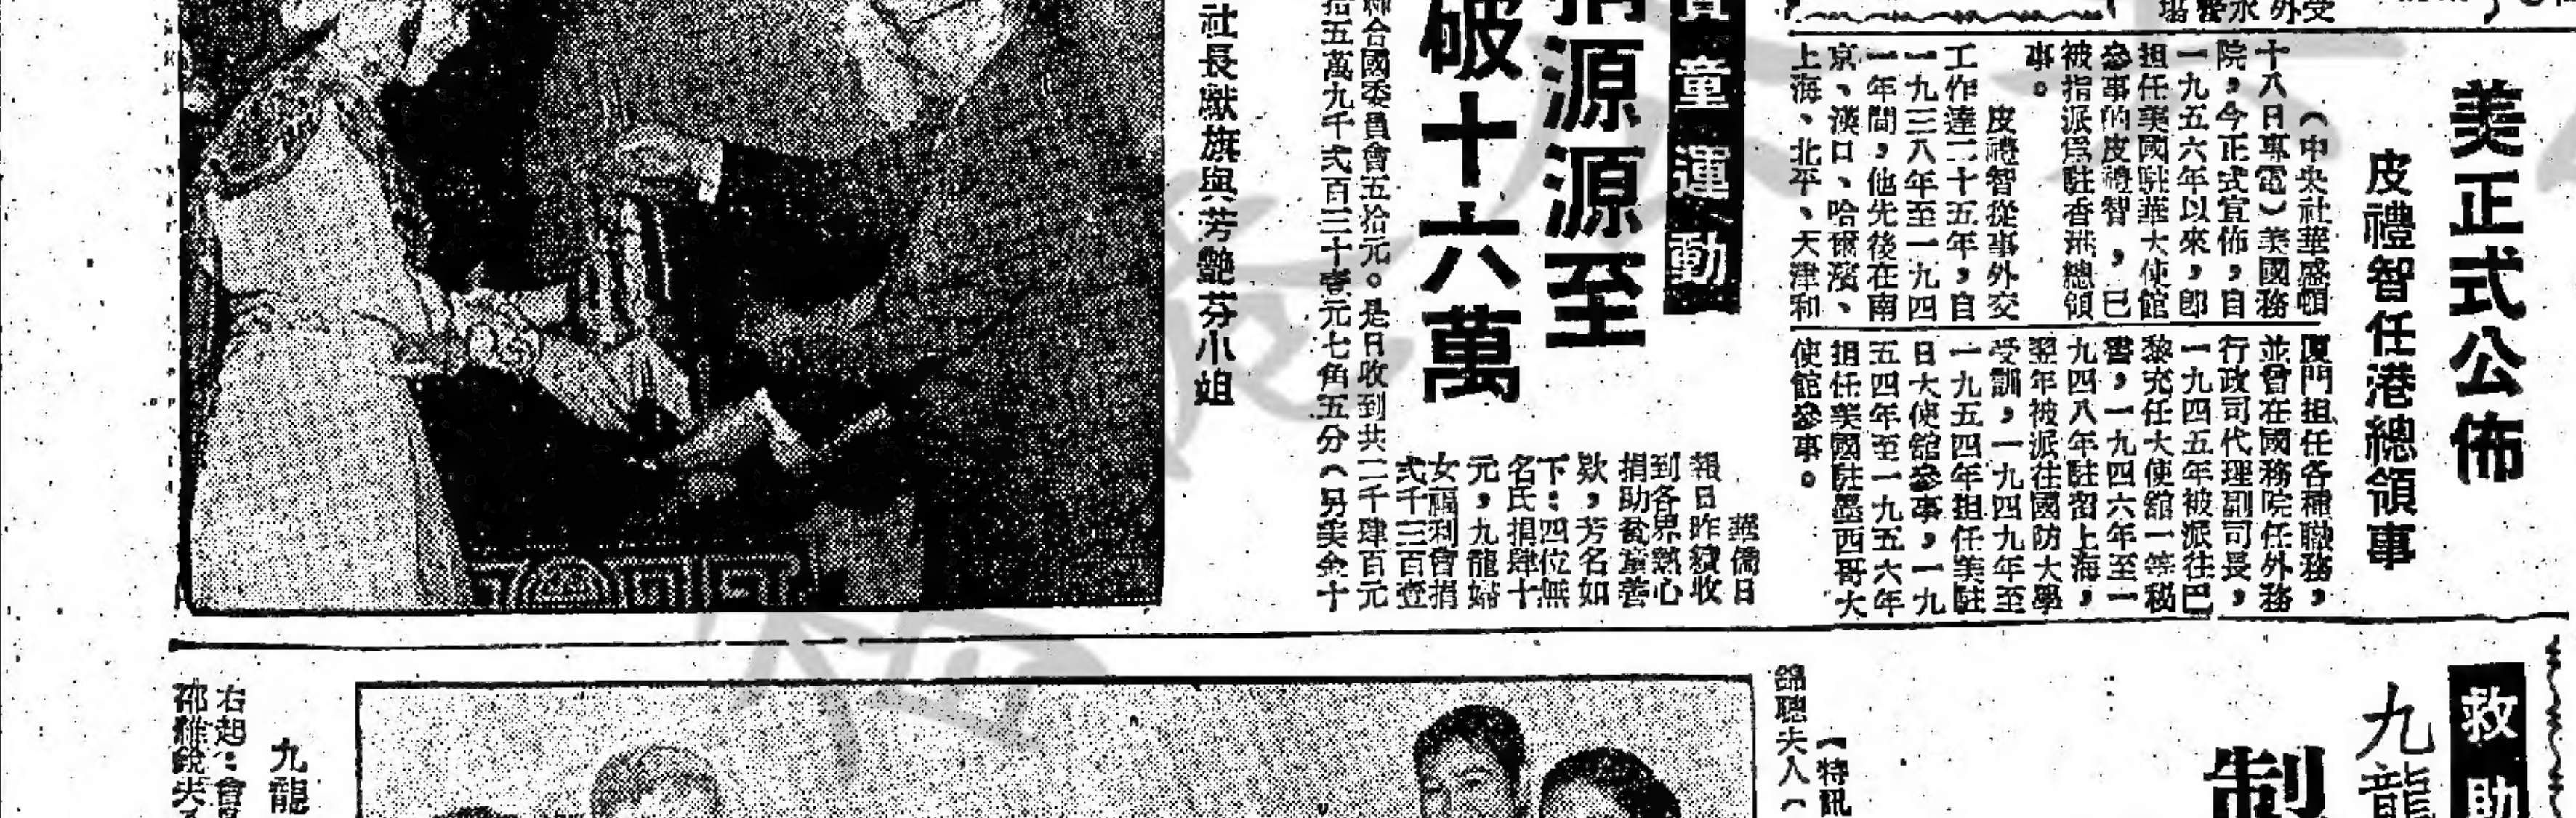 美正式公佈
皮禮智任港總領事
（中央社華盛頓
十八日專電）美國務
院，今正式宣佈，自
一九五六年以來，即
担任美國駐華大使館
參事的皮禮智，已
被指派爲駐香港總領
事。
皮禮智從事外交
工作達二十五年，自
一九三八年至一九四
一年間，他先後在南
京、漢口、哈爾濱、
上海、北平、天津和
厦門担任各種職務，
並曾在國務院任外務
行政司代理副司長，
一九四五年被派往巴
黎充任大使舘一等秘
書，一九四六年至一
九四八年駐留上海，
翌年被派往國防大學
受訓，一九四九年至
一九五四年担任美駐
日大使舘參事，一九
五四年至一九五六年
担任美國駐墨西哥大
使舘參事。
童運動
源源至
破十六萬
華僑日
報日昨續收
到各界熱心
捐助貧童善
欵，芳名如
下：四位無
名氏捐肆十
元，九龍婦
女福利會捐
式千三百壹
聯合國委員會五拾元。是日收到共二千肆百元
拾五萬九千式百三十壹元七角五分（另美金十
社長獻旗與芳艷芬小姐
救助
九龍
制
（特訊
錦聰夫人（
九龍
右起：會